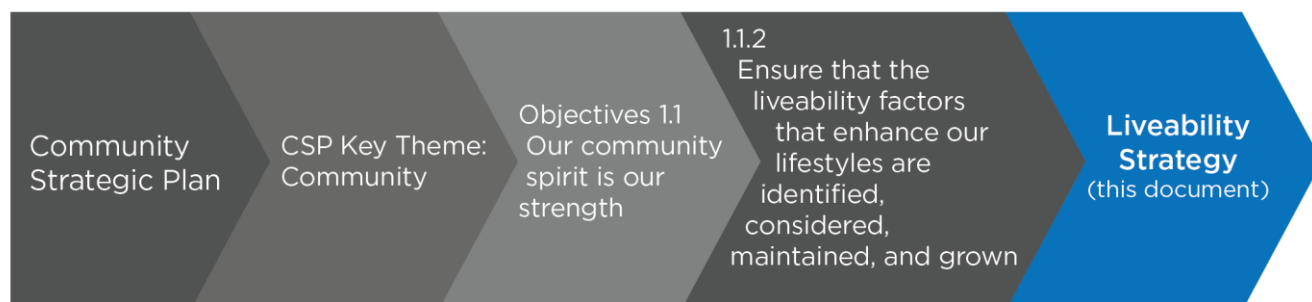 Community
Strategic Plan
CSP Key Theme:
Community
Objectives 1.1
Our community
spirit is our
strength
1.1.2
Ensure that the
liveability factors
that enhance our
lifestyles are
identified,
considered,
maintained, and grown
Liveability
Strategy
(this document)